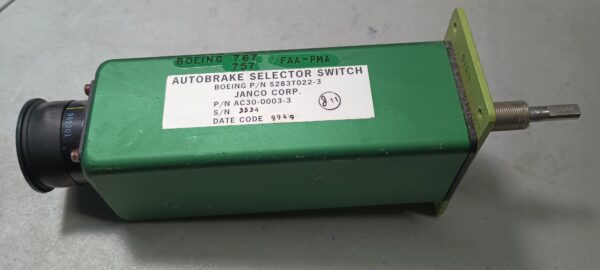 BOEING 767 FAA-PMA
757
AUTOBRAKE SELECTOR SWITCH
BOEING P/N S283T022-3
JANCO CORP.
P/N AC30-0003-3
S/N 3534
DATE CODE 9949